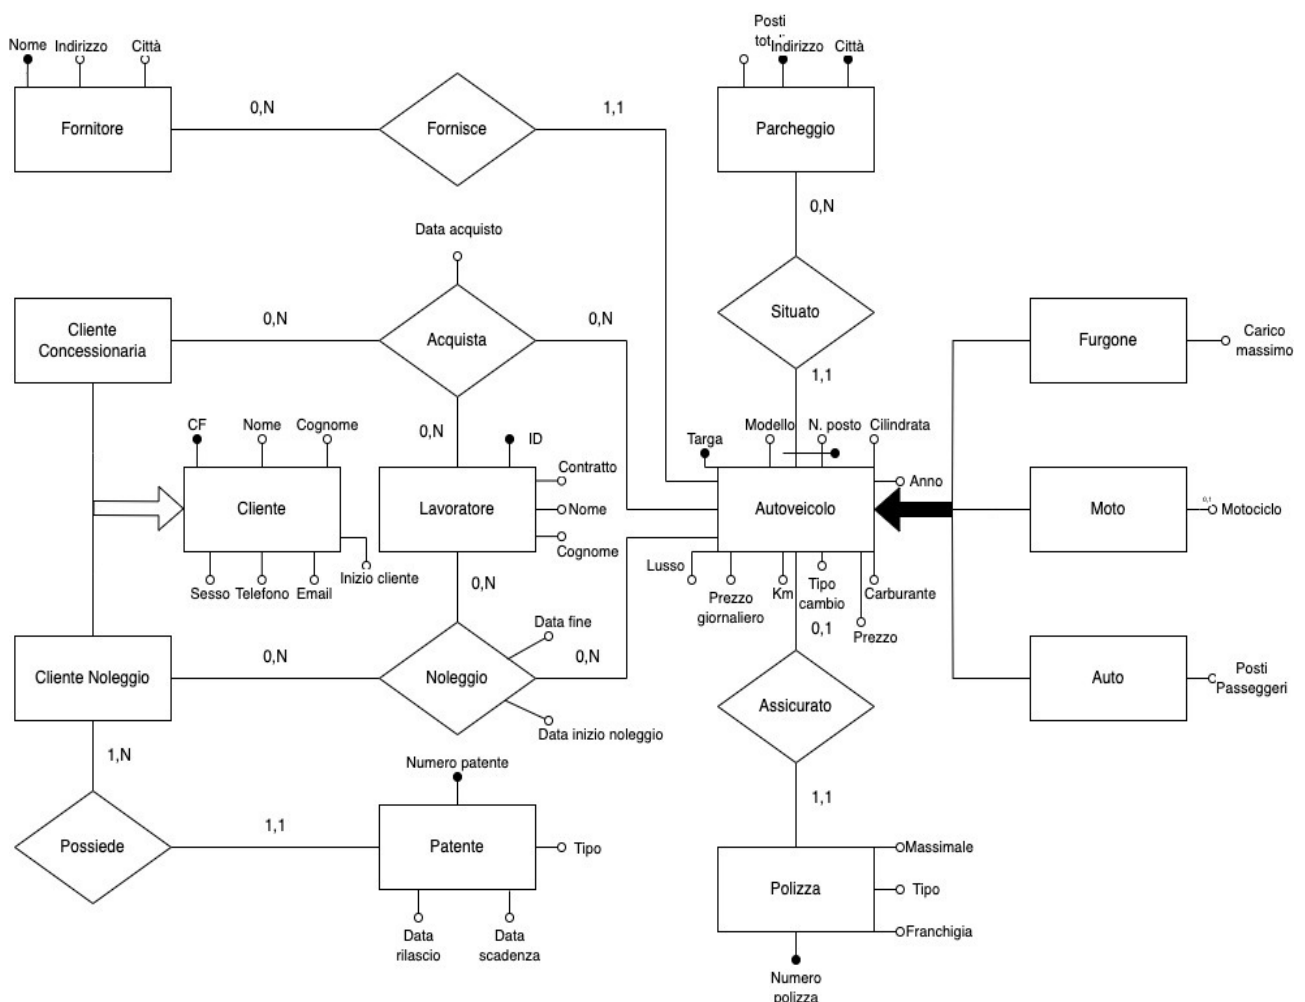 Posti
tot
Nome
Indirizzo
Città
Indirizzo
Città
0,N
1,1
Fornitore
Fornisce
Parcheggio
0,N
Data acquisto
Situato
Cliente
Concessionaria
0,N
Acquista
0,N
Furgone
Carico
massimo
1,1
CF
Nome
Cognome
0,N
ID
Targa
Modello
N. posto
Cilindrata
Contratto
Anno
Cliente
Lavoratore
Nome
Autoveicolo
Moto
0,1
Motociclo
Cognome
Lusso
Inizio cliente
Sesso
Telefono
Email
0,N
Prezzo
giornaliero
Km
Tipo
cambio
Carburante
Data fine
0,1
Prezzo
0,N
0,N
Cliente Noleggio
Noleggio
Auto
Posti
Passeggeri
Assicurato
Data inizio noleggio
1,N
Numero patente
1,1
1,1
Possiede
Patente
Tipo
Massimale
Polizza
Tipo
Franchigia
Data
rilascio
Data
scadenza
Numero
polizza